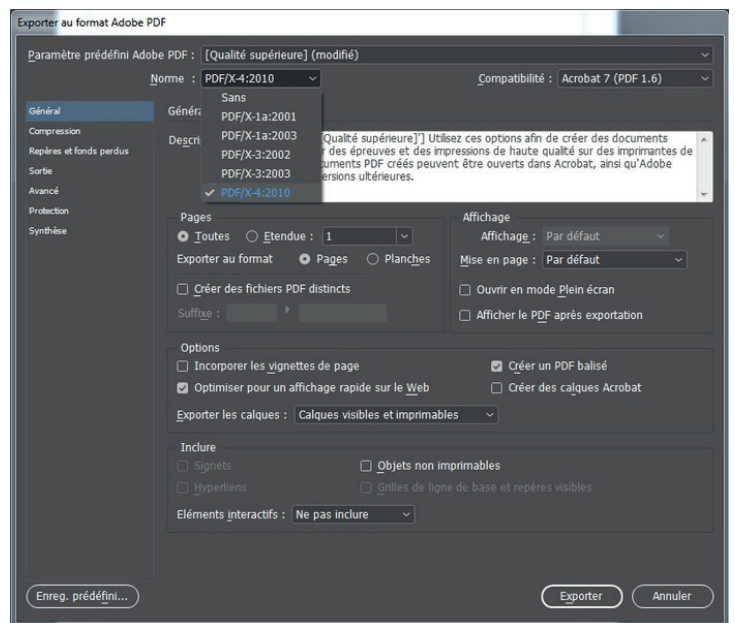 Exporter au format Adobe PDF
Paramètre prédéfini Adobe PDF : [Qualité supérieure] (modifié)
Norme : PDF/X-4:2010 Compatibilité : Acrobat 7 (PDF 1.6)
Sans
PDF/X-1a:2001
PDF/X-1a:2003
PDF/X-3:2002
PDF/X-3:2003
PDF/X-4:2010
Général
Compression
Repères et fonds perdus
Sortie
Avancé
Protection
Synthèse
Généra
Descri
[Qualité supérieure]'] Utilisez ces options afin de créer des documents
r des épreuves et des impressions de haute qualité sur des imprimantes de
uments PDF créés peuvent être ouverts dans Acrobat, ainsi qu'Adobe
ersions ultérieures.
Pages
Toutes Etendue : 1
Exporter au format Pages Planches
Créer des fichiers PDF distincts
Suffixe :
Affichage
Affichage : Par défaut
Mise en page : Par défaut
Ouvrir en mode Plein écran
Afficher le PDF après exportation
Options
Incorporer les vignettes de page Créer un PDF balisé
Optimiser pour un affichage rapide sur le Web Créer des calques Acrobat
Exporter les calques : Calques visibles et imprimables
Inclure
Signets Objets non imprimables
Hyperliens Grilles de ligne de base et repères visibles
Eléments interactifs : Ne pas inclure
Enreg. prédéfini... Exporter Annuler